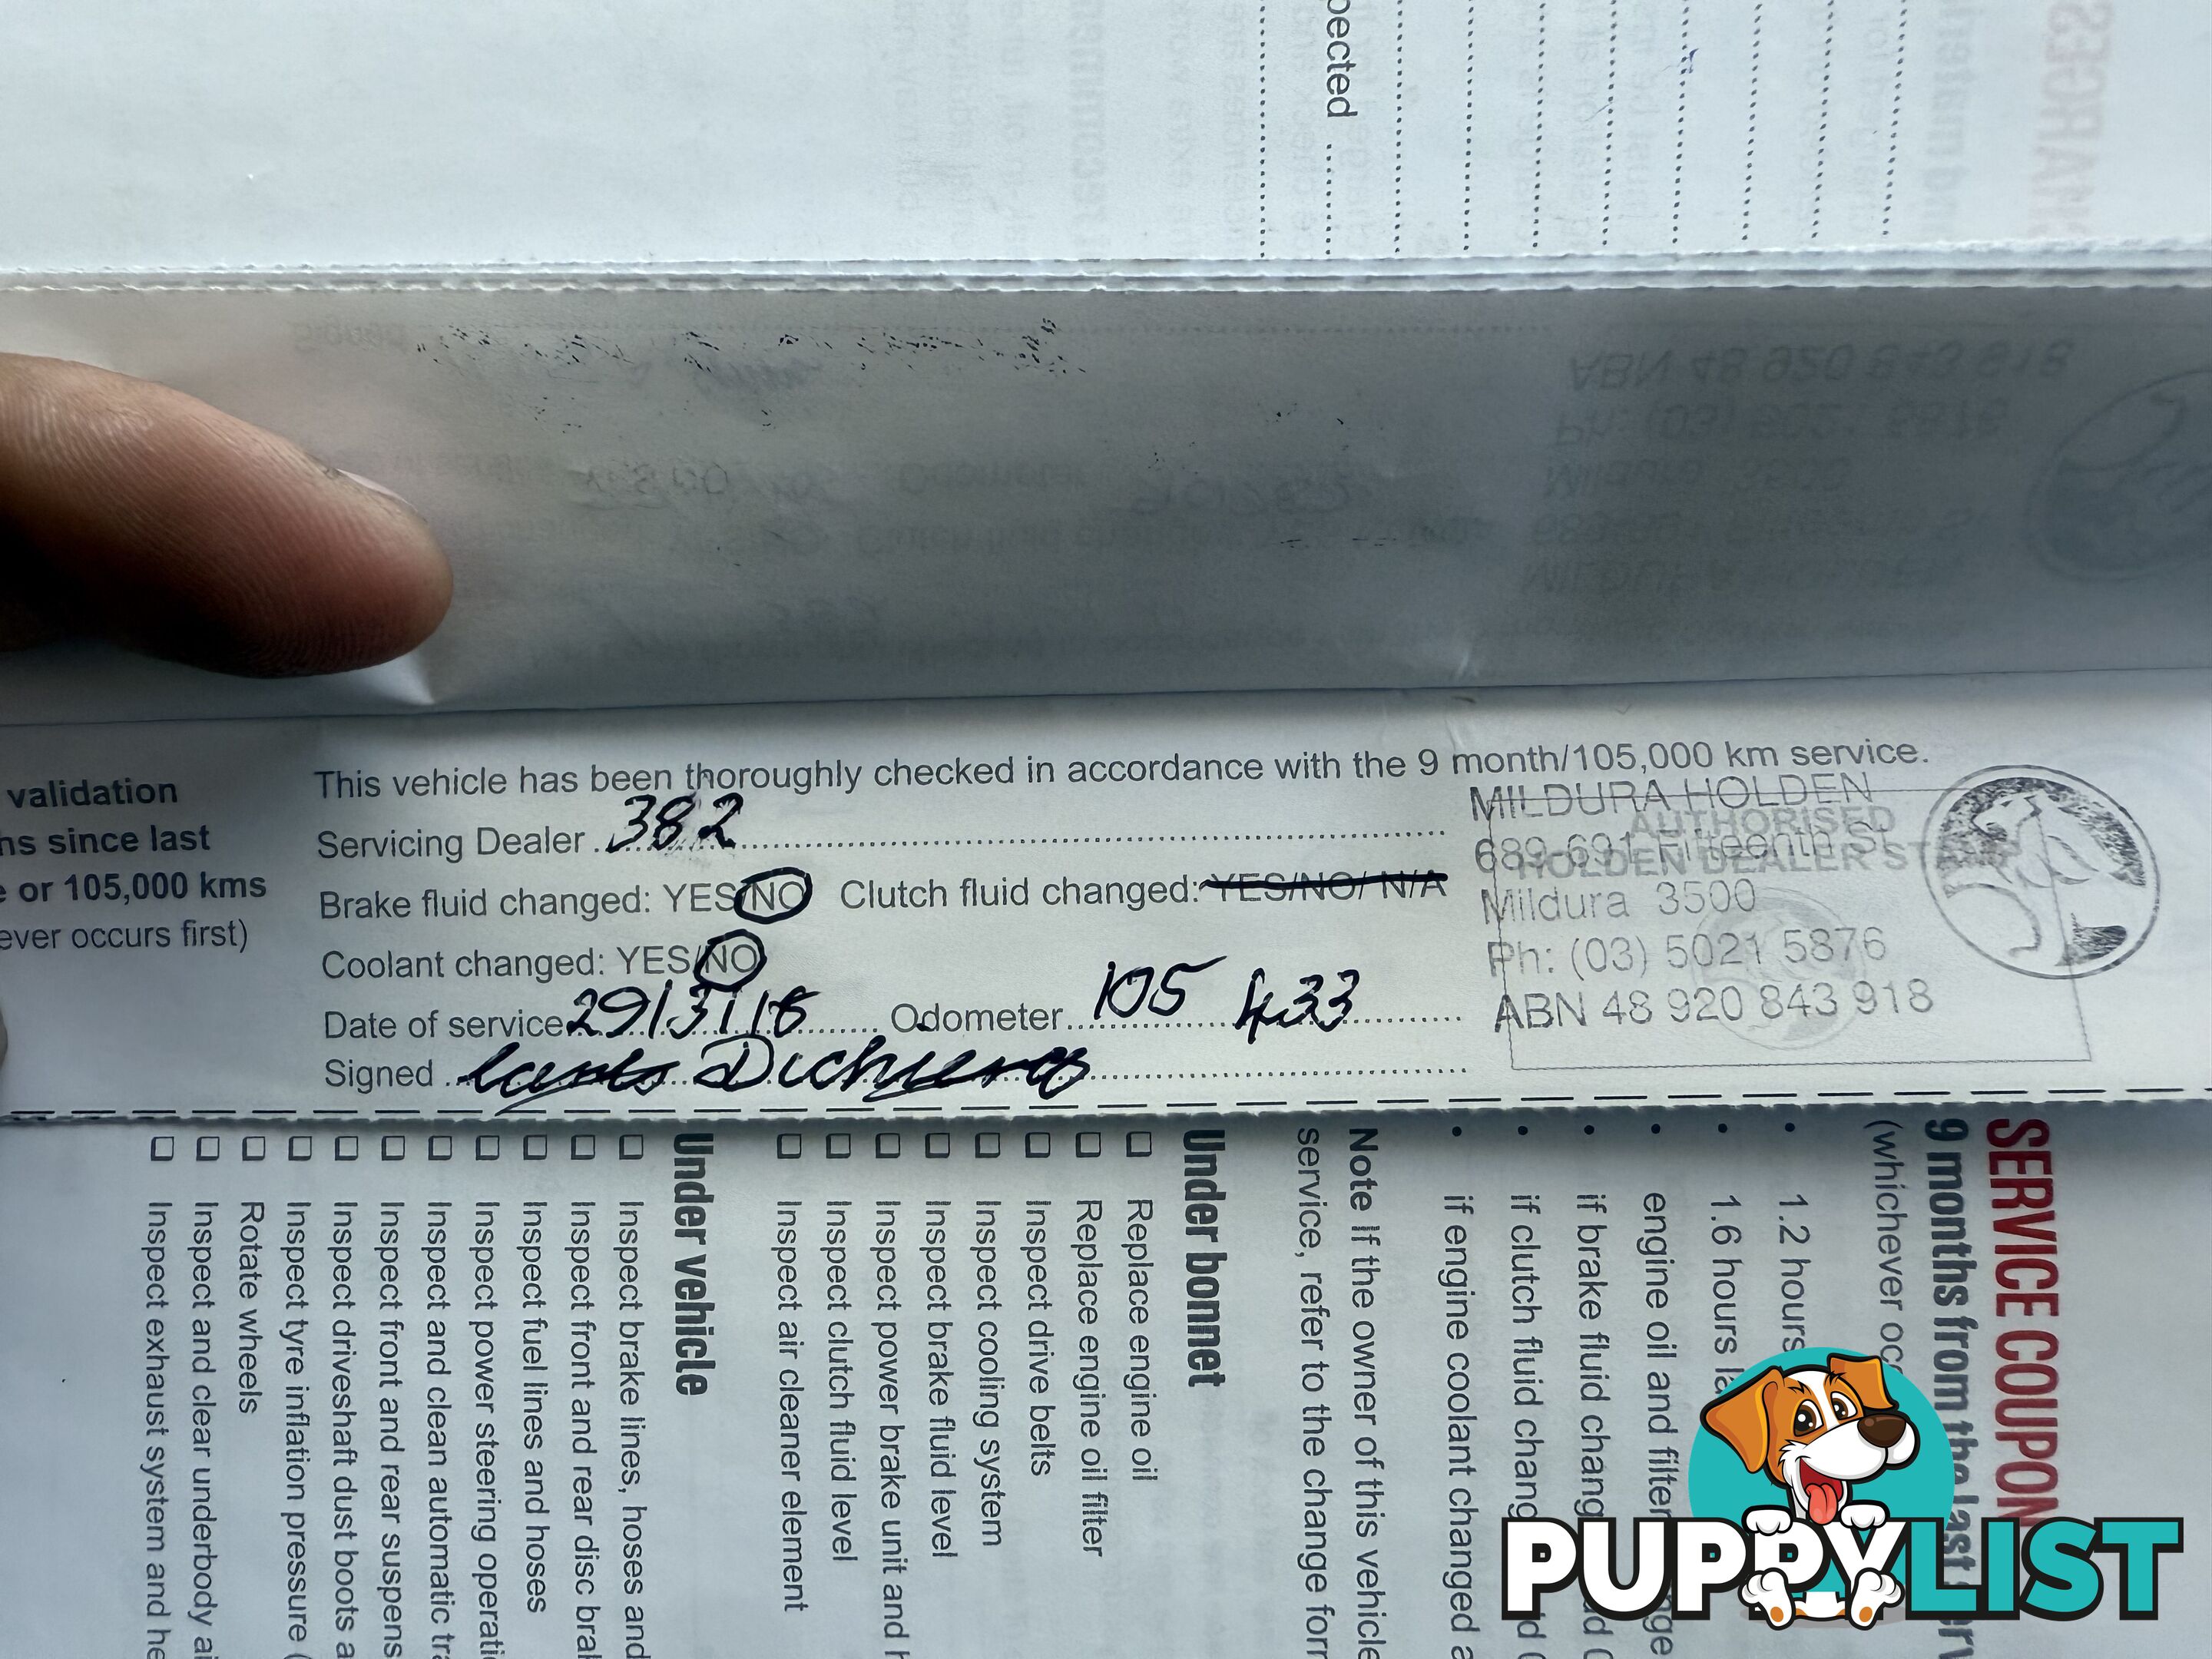 pected
validation
ns since last
e or 105,000 kms
ever occurs first)
This vehicle has been thoroughly checked in accordance with the 9 month/105,000 km service.
Servicing Dealer 382
Brake fluid changed: YES/NO Clutch fluid changed: YES/NO/ N/A
Coolant changed: YES/NO
Date of service 29/3/18 Odometer 105 433
Signed
MILDURA HOLDEN
689-691 Fifteenth St
Mildura 3500
Ph: (03) 5021 5876
ABN 48 920 843 918
AUTHORISED
HOLDEN DEALER
SERVICE COUPON
9 months from the last serv
(whichever occ
• 1.2 hours
• 1.6 hours la
• engine oil and filter
• if brake fluid chang
• if clutch fluid chang
• if engine coolant changed a
Note If the owner of this vehicle
service, refer to the change form
Under bonnet
Replace engine oil
Replace engine oil filter
Inspect drive belts
Inspect cooling system
Inspect brake fluid level
Inspect power brake unit and h
Inspect clutch fluid level
Inspect air cleaner element
Under vehicle
Inspect brake lines, hoses and
Inspect front and rear disc brak
Inspect fuel lines and hoses
Inspect power steering operati
Inspect and clean automatic tra
Inspect front and rear suspens
Inspect driveshaft dust boots a
Inspect tyre inflation pressure (
Rotate wheels
Inspect and clear underbody ai
Inspect exhaust system and he
PUPPYLIST